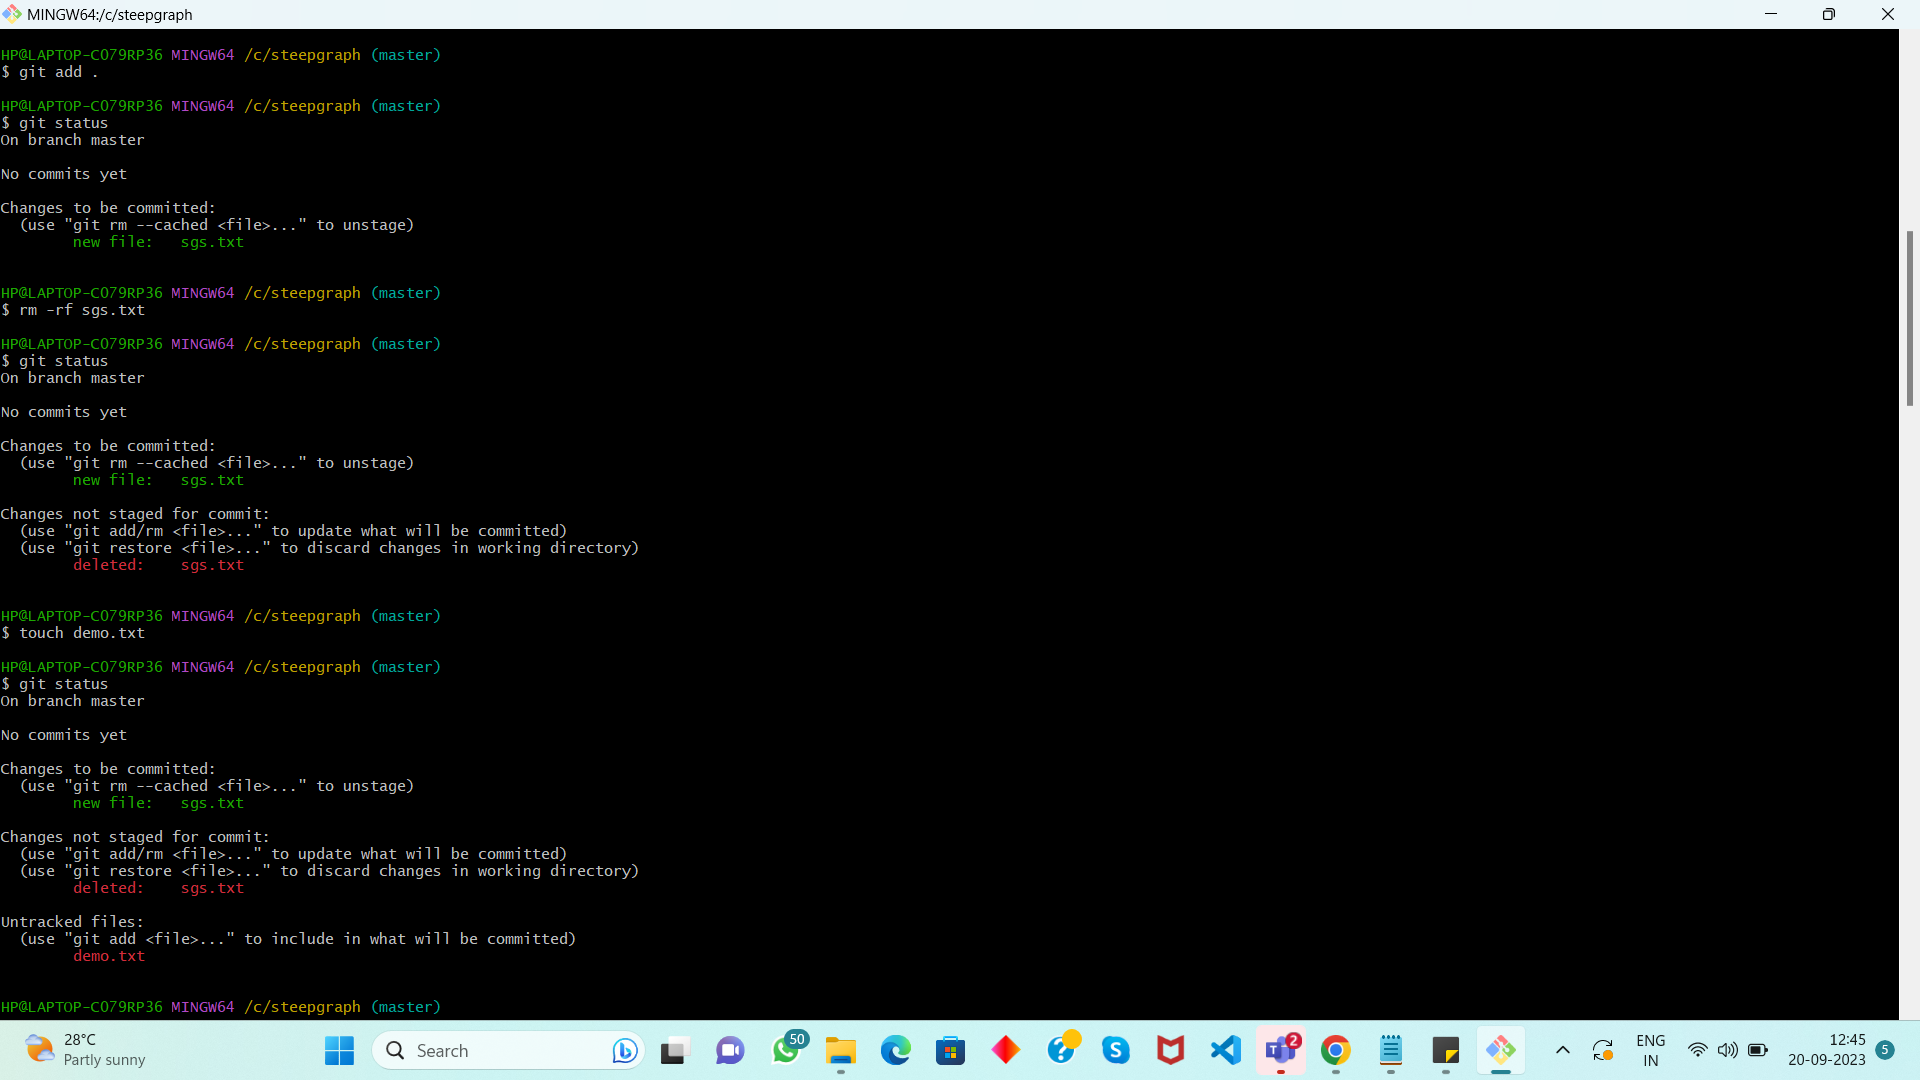 MINGW64:/c/steepgraph
HP@LAPTOP-CO79RP36 MINGW64 /c/steepgraph (master)
$ git add .
HP@LAPTOP-CO79RP36 MINGW64 /c/steepgraph (master)
$ git status
On branch master
No commits yet
Changes to be committed:
  (use "git rm --cached <file>..." to unstage)
        new file:   sgs.txt
HP@LAPTOP-CO79RP36 MINGW64 /c/steepgraph (master)
$ rm -rf sgs.txt
HP@LAPTOP-CO79RP36 MINGW64 /c/steepgraph (master)
$ git status
On branch master
No commits yet
Changes to be committed:
  (use "git rm --cached <file>..." to unstage)
        new file:   sgs.txt
Changes not staged for commit:
  (use "git add/rm <file>..." to update what will be committed)
  (use "git restore <file>..." to discard changes in working directory)
        deleted:    sgs.txt
HP@LAPTOP-CO79RP36 MINGW64 /c/steepgraph (master)
$ touch demo.txt
HP@LAPTOP-CO79RP36 MINGW64 /c/steepgraph (master)
$ git status
On branch master
No commits yet
Changes to be committed:
  (use "git rm --cached <file>..." to unstage)
        new file:   sgs.txt
Changes not staged for commit:
  (use "git add/rm <file>..." to update what will be committed)
  (use "git restore <file>..." to discard changes in working directory)
        deleted:    sgs.txt
Untracked files:
  (use "git add <file>..." to include in what will be committed)
        demo.txt
HP@LAPTOP-CO79RP36 MINGW64 /c/steepgraph (master)
28°C
Partly sunny
Search
50
2
ENG
IN
12:45
20-09-2023
5